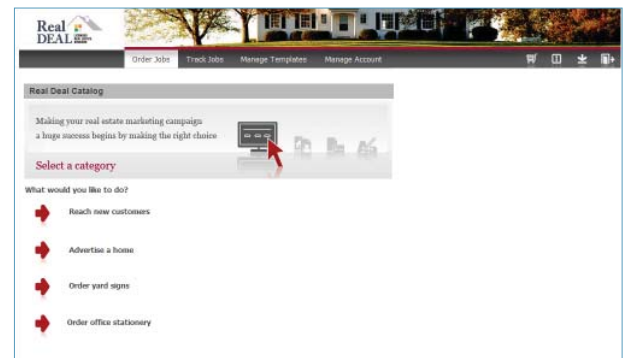 Real
DEAL
Order Jobs Track Jobs Manage Templates Manage Account
Real Deal Catalog
Making your real estate marketing campaign
a huge success begins by making the right choice
Select a category
What would you like to do?
Reach new customers
Advertise a home
Order yard signs
Order office stationery